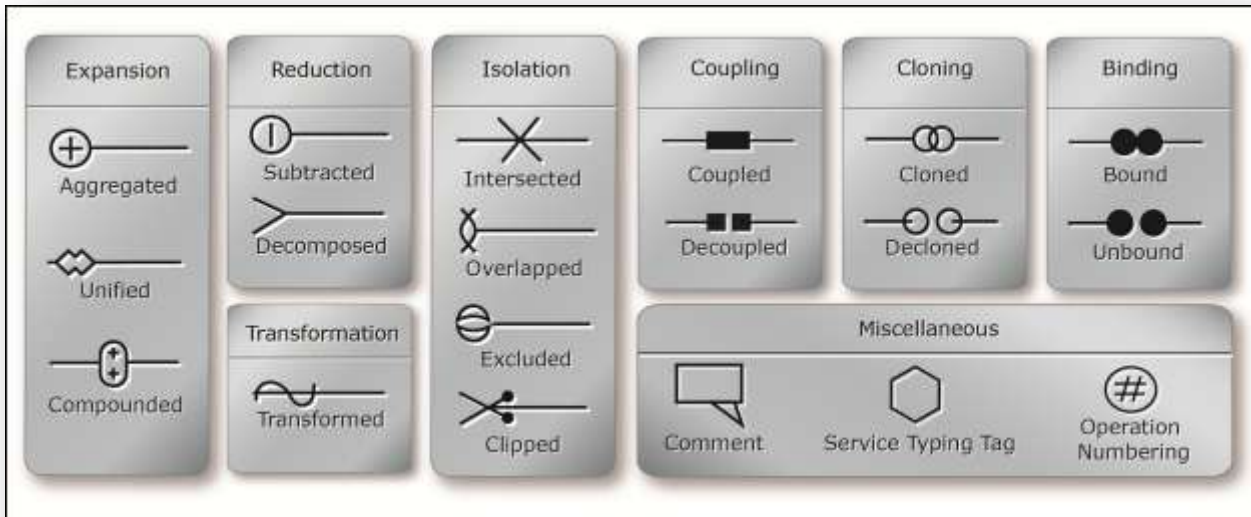 Expansion
Aggregated
Unified
Compounded
Reduction
Subtracted
Decomposed
Transformation
Transformed
Isolation
Intersected
Overlapped
Excluded
Clipped
Coupling
Coupled
Decoupled
Cloning
Cloned
Decloned
Binding
Bound
Unbound
Miscellaneous
Comment
Service Typing Tag
#
Operation
Numbering